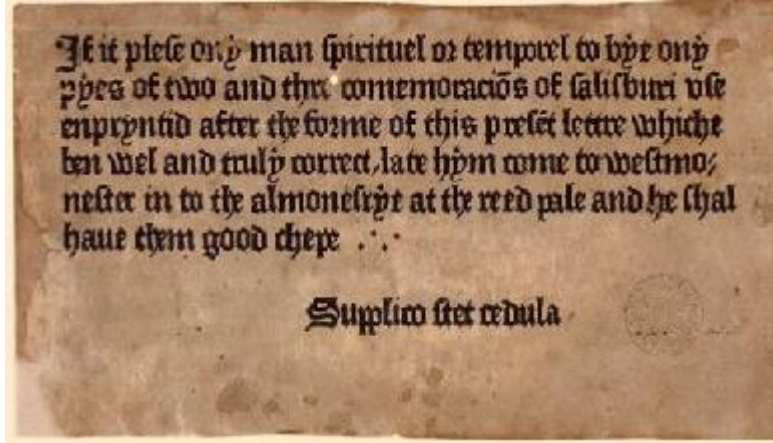 If it plese ony man spirituel or temporel to bye ony
pyes of two and thre comemoraciõs of salisburi vse
enpryntid after the forme of this presẽt lettre whiche
ben wel and truly correct, late hym come to westmo⸗
nester in to the almonesrye at the reed pale and he shal
haue them good chepe .·.·
Supplico stet cedula